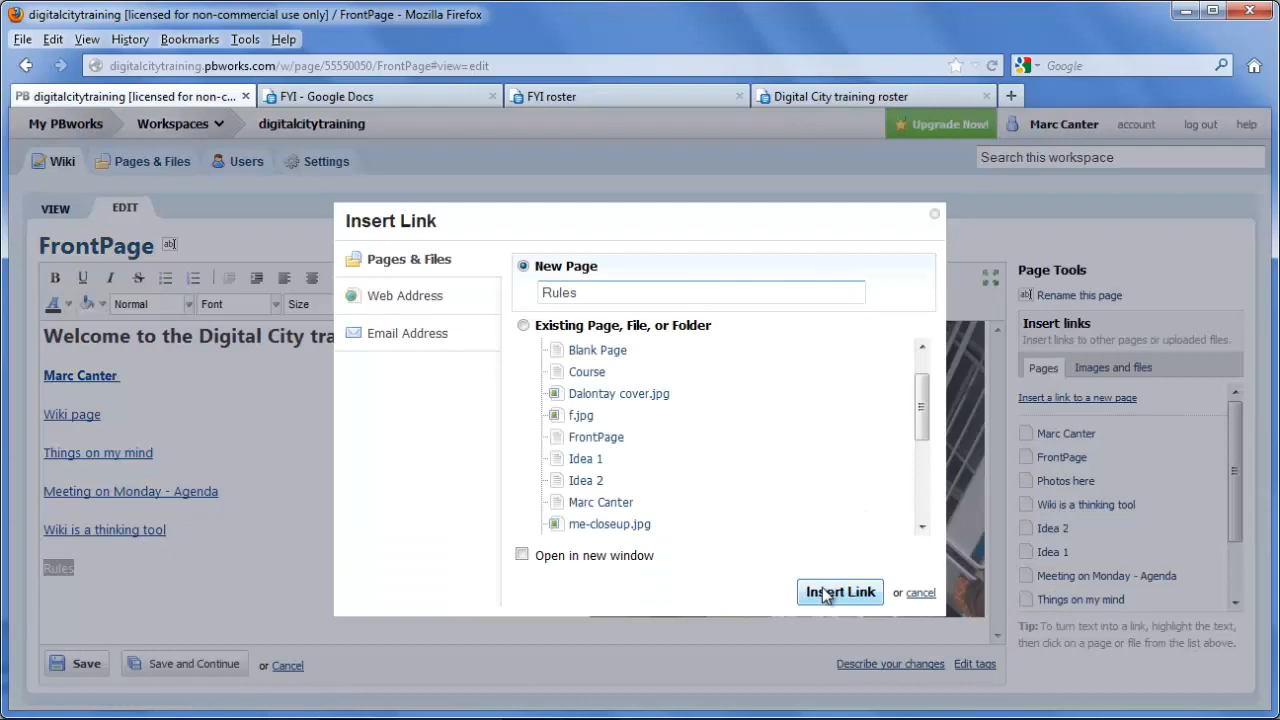 digitalcitytraining [licensed for non-commercial use only] / FrontPage - Mozilla Firefox
File Edit View History Bookmarks Tools Help
digitalcitytraining.pbworks.com/w/page/55550050/FrontPage#view=edit Google
PB digitalcitytraining [licensed for non-c... FYI - Google Docs FYI roster Digital City training roster
My PBworks Workspaces digitalcitytraining Upgrade Now! Marc Canter account log out help
Wiki Pages & Files Users Settings Search this workspace
VIEW EDIT
FrontPage
Normal Font Size
Welcome to the Digital City tra
Marc Canter
Wiki page
Things on my mind
Meeting on Monday - Agenda
Wiki is a thinking tool
Rules
Save Save and Continue or Cancel Describe your changes Edit tags
Insert Link
Pages & Files
Web Address
Email Address
New Page
Rules
Existing Page, File, or Folder
Blank Page
Course
Dalontay cover.jpg
f.jpg
FrontPage
Idea 1
Idea 2
Marc Canter
me-closeup.jpg
Open in new window
Insert Link or cancel
Page Tools
Rename this page
Insert links
Insert links to other pages or uploaded files.
Pages Images and files
Insert a link to a new page
Marc Canter
FrontPage
Photos here
Wiki is a thinking tool
Idea 2
Idea 1
Meeting on Monday - Agenda
Things on my mind
Tip: To turn text into a link, highlight the text,
then click on a page or file from the list above.